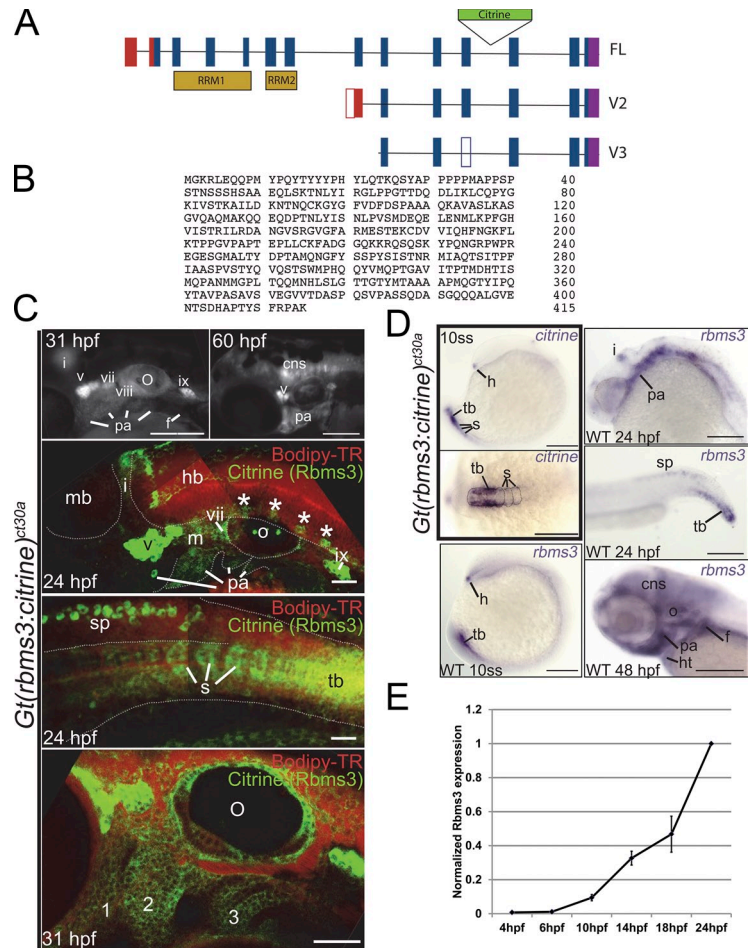 A
Citrine
FL
RRM1 RRM2
V2
V3
B
MGKRLEQQPM YPQYTYYYPH YLQTKQSYAP PPPPPMAPPSP 40
STNSSSHSAA EQLSKTNLYI RGLPPGTTDQ DLIKLCQPYG 80
KIVSTKAILD KNTNQCKGYG FVDFDSPAAA QKAVASLKAS 120
GVQAQMAKQQ EQDPTNLYIS NLPVSMDEQE LENMLKPFGH 160
VISTRILRDA NGVSRGVGFA RMESTEKCDV VIQHFNGKFL 200
KTPPGVPAPT EPLLCKFADG GQKKRQSQSK YPQNGRPWPR 240
EGESGMALTY DPTAMQNGFY SSPYSISTNR MIAQTSITPF 280
IAASPVSTYQ VQSTSWMPHQ QYVMQPTGAV ITPTMDHTIS 320
MQPANMMGPL TQQMNHLSLG TTGTYMTAAA APMQGTYIPQ 360
YTAVPASAVS VEGVVTDASP QSVPASSQDA SGQQQALGVE 400
NTSDHAPTYS FRPAK 415
C
Gt(rbms3:citrine)ct30a
31 hpf
i
v
vii
viii
O
ix
pa
f
60 hpf
cns
v
pa
Bodipy-TR
Citrine (Rbms3)
mb
i
hb
* * * *
vii
v
m
o
ix
pa
24 hpf
Bodipy-TR
Citrine (Rbms3)
sp
s
tb
24 hpf
Bodipy-TR
Citrine (Rbms3)
O
1 2 3
31 hpf
D
Gt(rbms3:citrine)ct30a
10ss
citrine
h
tb
s
citrine
tb
s
rbms3
h
tb
WT 10ss
rbms3
i
pa
WT 24 hpf
rbms3
sp
tb
WT 24 hpf
rbms3
cns
o
pa
f
ht
WT 48 hpf
E
Normalized Rbms3 expression
1.2
1
0.8
0.6
0.4
0.2
0
4hpf 6hpf 10hpf 14hpf 18hpf 24hpf